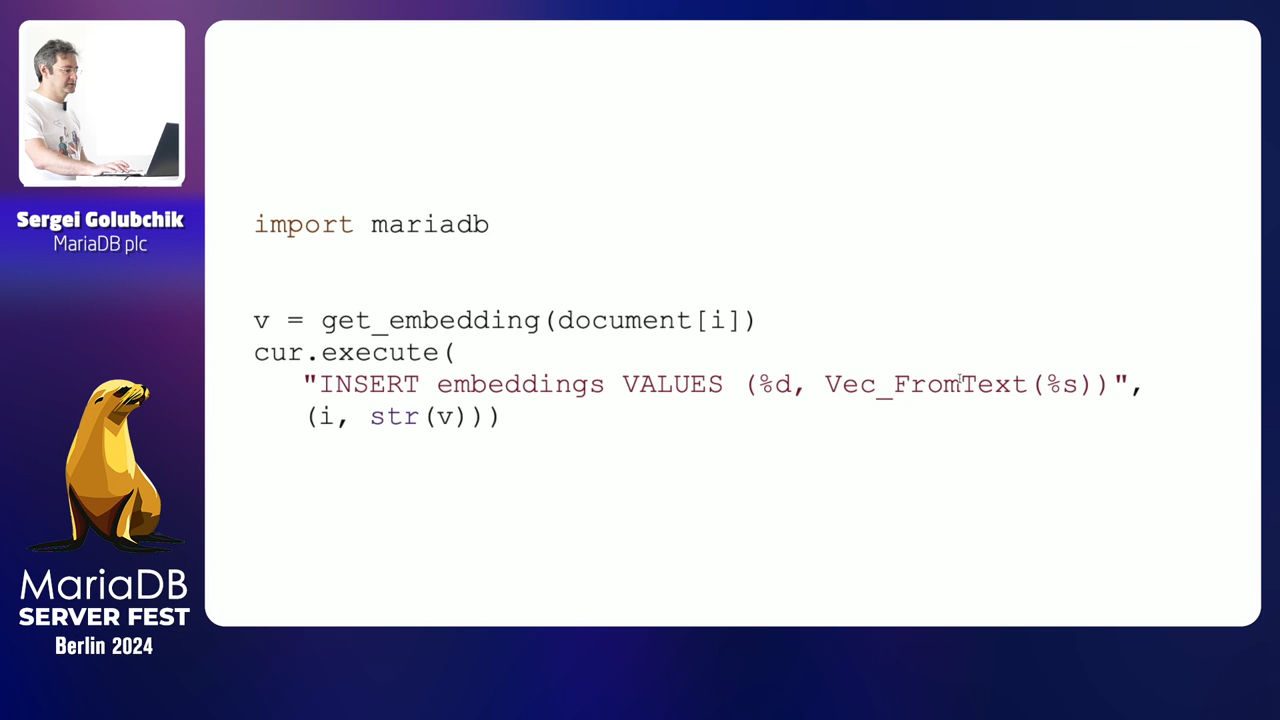 Sergei Golubchik
MariaDB plc
MariaDB
SERVER FEST
Berlin 2024
import mariadb
v = get_embedding(document[i])
cur.execute(
"INSERT embeddings VALUES (%d, Vec_FromText(%s))",
(i, str(v)))